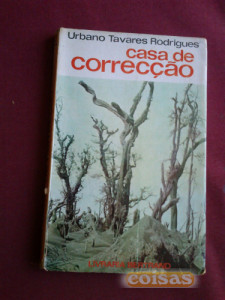 Urbano Tavares Rodrigues
casa de
correcção
coisas